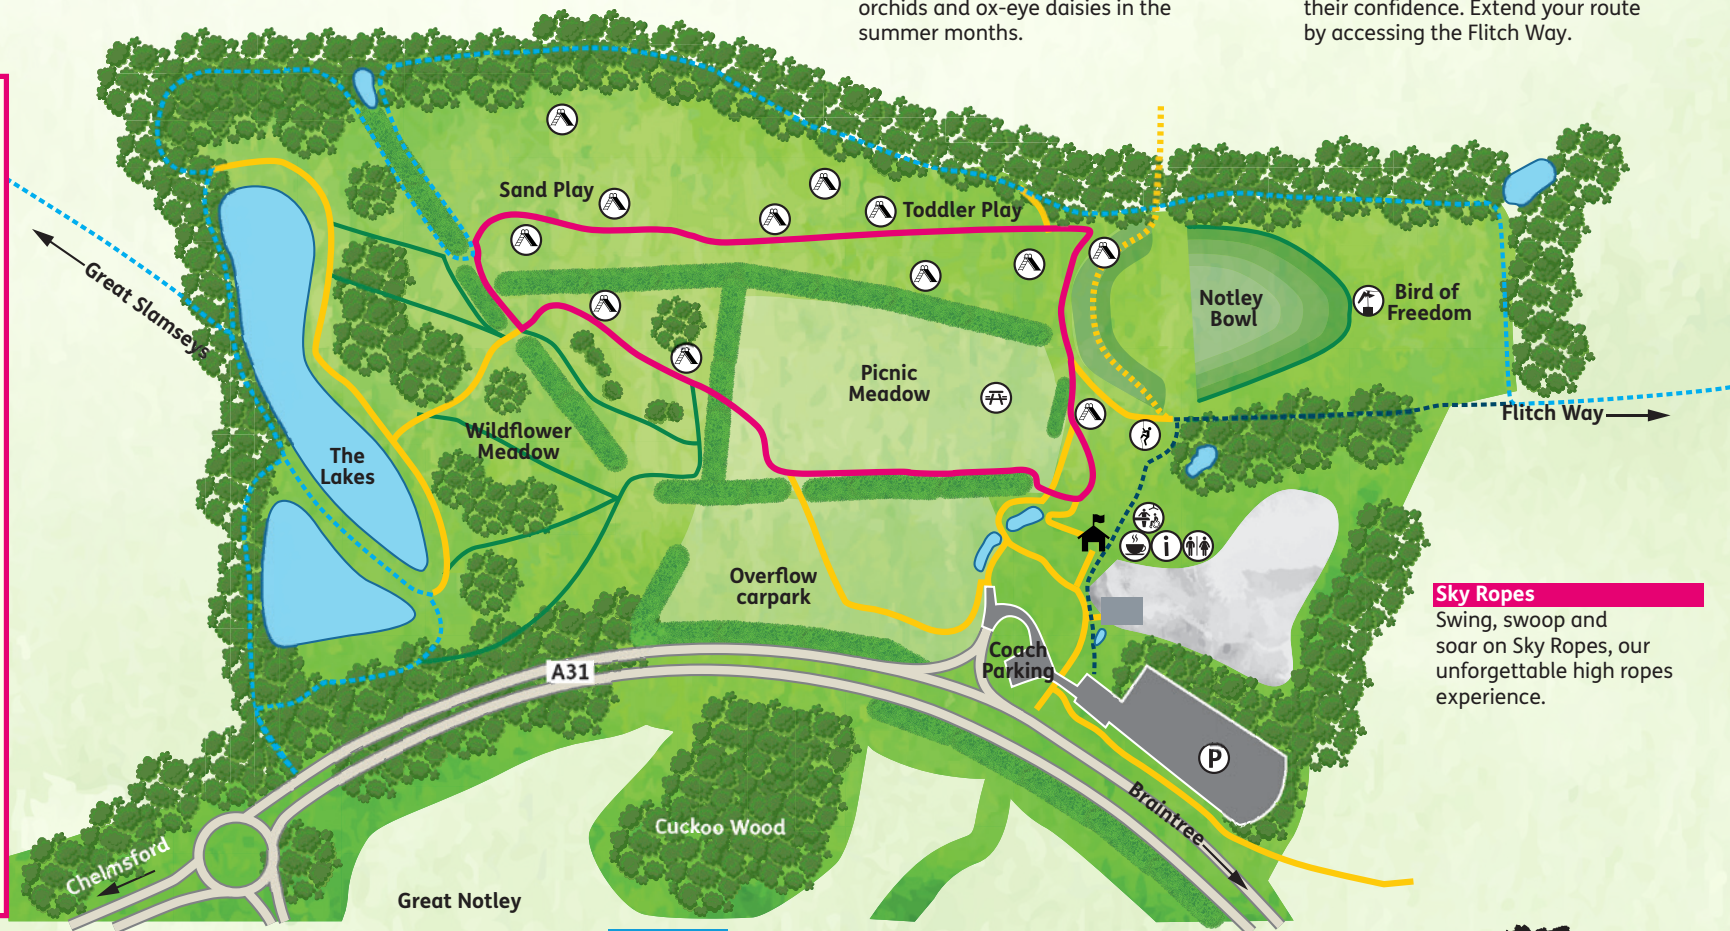 orchids and ox-eye daisies in the
summer months.
their confidence. Extend your route
by accessing the Flitch Way.
Sand Play
Toddler Play
Great Slamseys
Notley
Bowl
Bird of
Freedom
Picnic
Meadow
Flitch Way
Wildflower
Meadow
The
Lakes
i
Overflow
carpark
Sky Ropes
Swing, swoop and
soar on Sky Ropes, our
unforgettable high ropes
experience.
Coach
Parking
A31
P
Braintree
Cuckoo Wood
Chelmsford
Great Notley